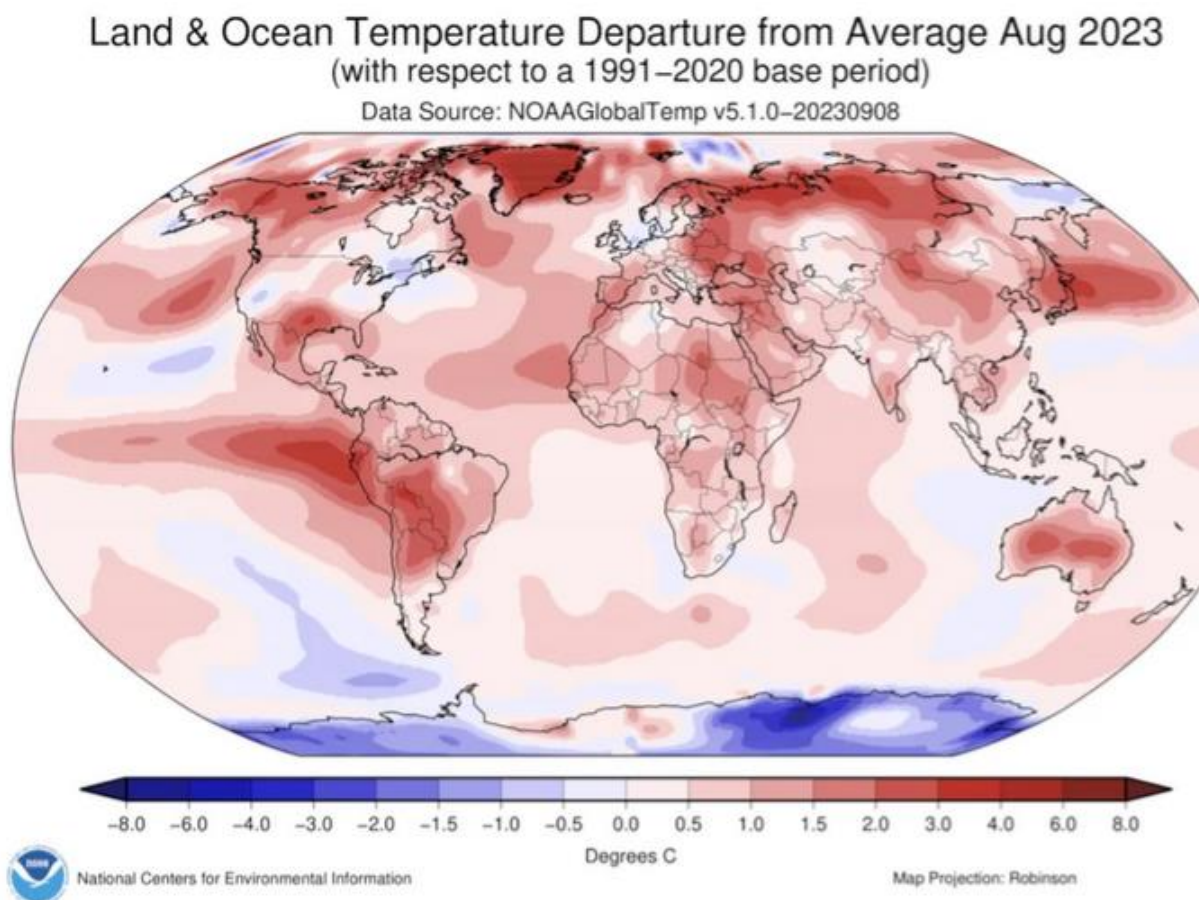 Land & Ocean Temperature Departure from Average Aug 2023
(with respect to a 1991–2020 base period)
Data Source: NOAAGlobalTemp v5.1.0–20230908
−8.0 −6.0 −4.0 −3.0 −2.0 −1.5 −1.0 −0.5 0.0 0.5 1.0 1.5 2.0 3.0 4.0 6.0 8.0
Degrees C
NOAA
National Centers for Environmental Information
Map Projection: Robinson